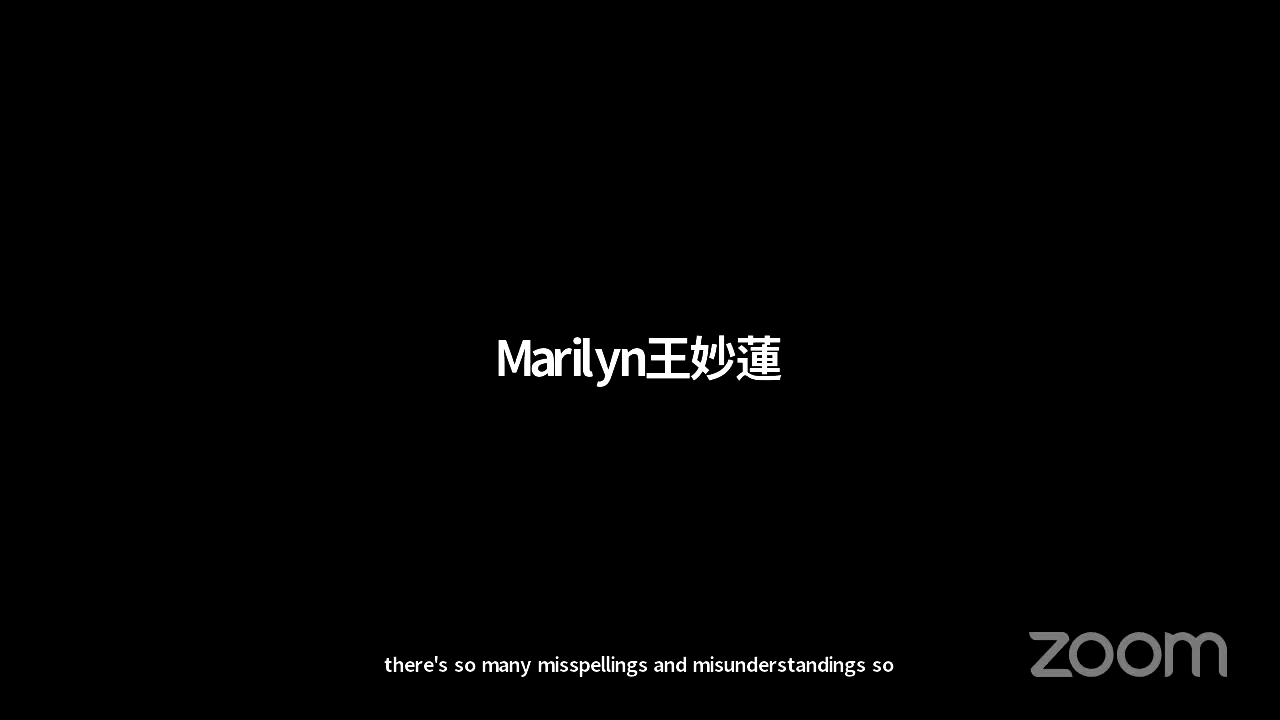 Marilyn王妙蓮
there's so many misspellings and misunderstandings so
zoom